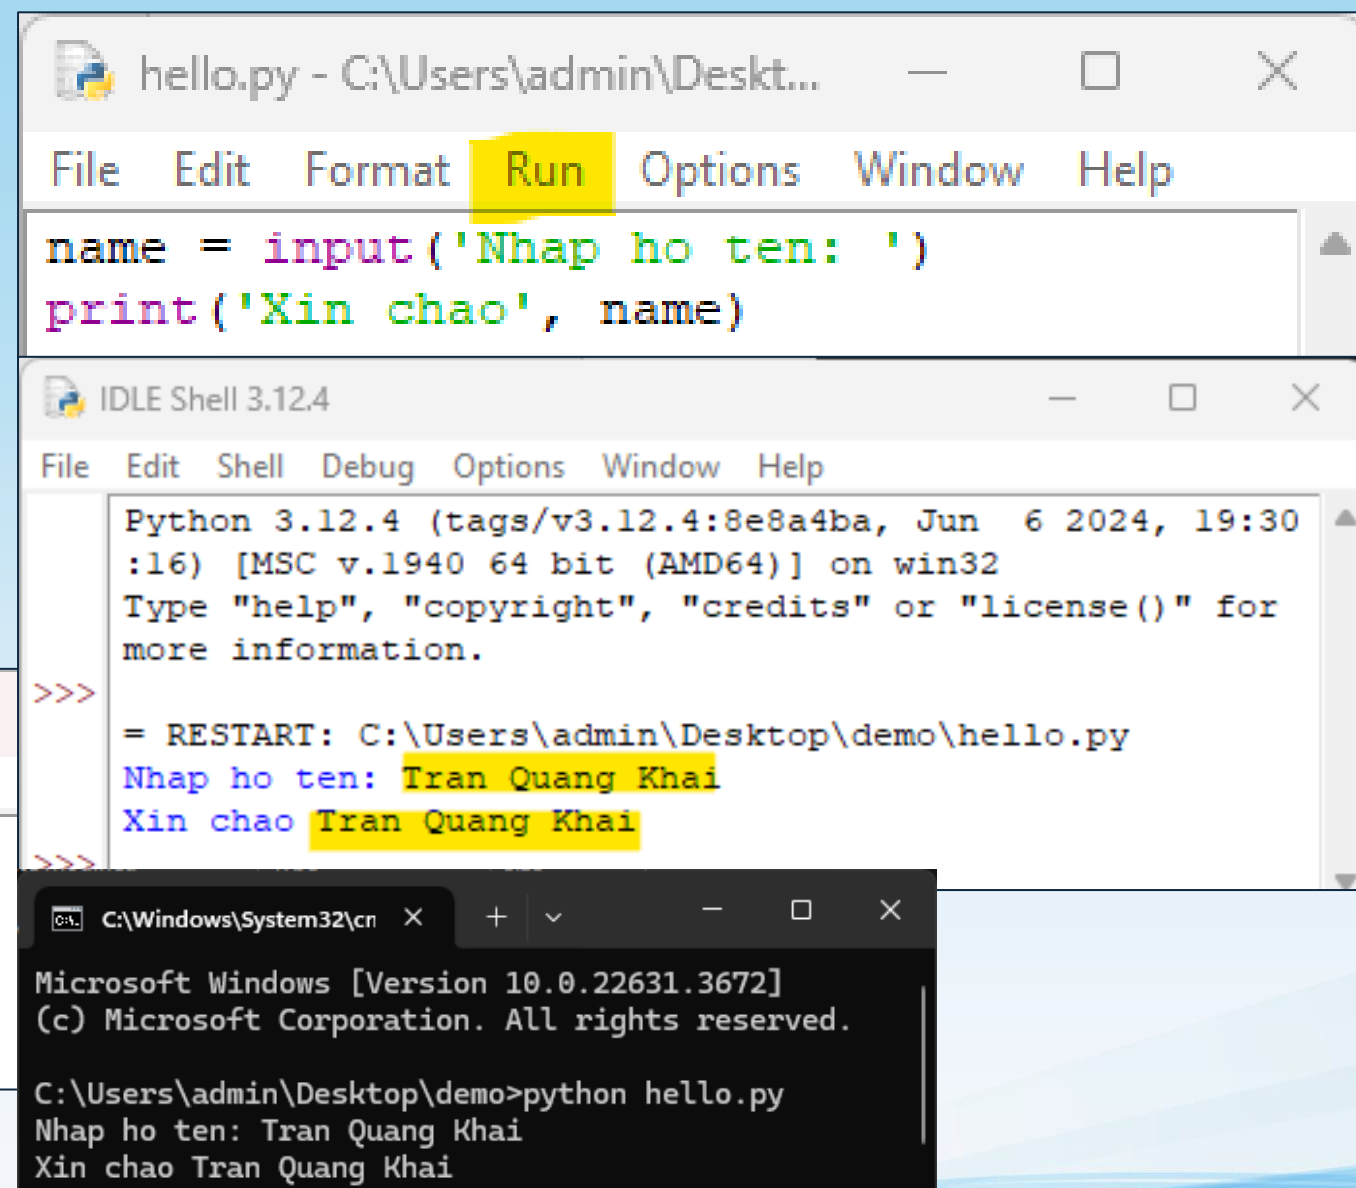 hello.py - C:\Users\admin\Deskt...
File Edit Format Run Options Window Help
name = input('Nhap ho ten: ')
print('Xin chao', name)
IDLE Shell 3.12.4
File Edit Shell Debug Options Window Help
Python 3.12.4 (tags/v3.12.4:8e8a4ba, Jun  6 2024, 19:30
:16) [MSC v.1940 64 bit (AMD64)] on win32
Type "help", "copyright", "credits" or "license()" for
more information.
>>>
= RESTART: C:\Users\admin\Desktop\demo\hello.py
Nhap ho ten: Tran Quang Khai
Xin chao Tran Quang Khai
>>>
C:\Windows\System32\cn
Microsoft Windows [Version 10.0.22631.3672]
(c) Microsoft Corporation. All rights reserved.
C:\Users\admin\Desktop\demo>python hello.py
Nhap ho ten: Tran Quang Khai
Xin chao Tran Quang Khai